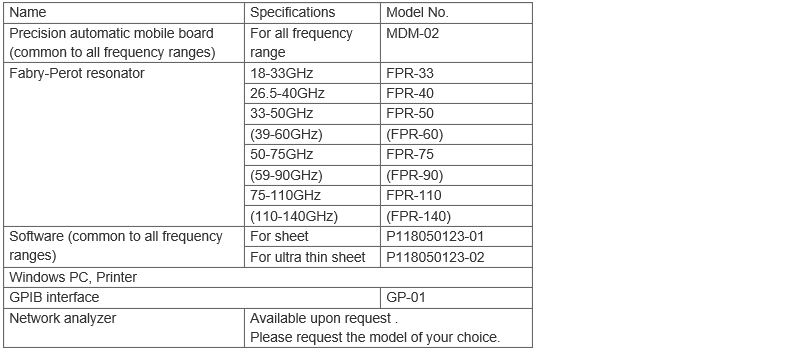 Name Specifications Model No.
Precision automatic mobile board For all frequency MDM-02
(common to all frequency ranges) range
Fabry-Perot resonator 18-33GHz FPR-33
26.5-40GHz FPR-40
33-50GHz FPR-50
(39-60GHz) (FPR-60)
50-75GHz FPR-75
(59-90GHz) (FPR-90)
75-110GHz FPR-110
(110-140GHz) (FPR-140)
Software (common to all frequency For sheet P118050123-01
ranges) For ultra thin sheet P118050123-02
Windows PC, Printer
GPIB interface GP-01
Network analyzer Available upon request .
Please request the model of your choice.